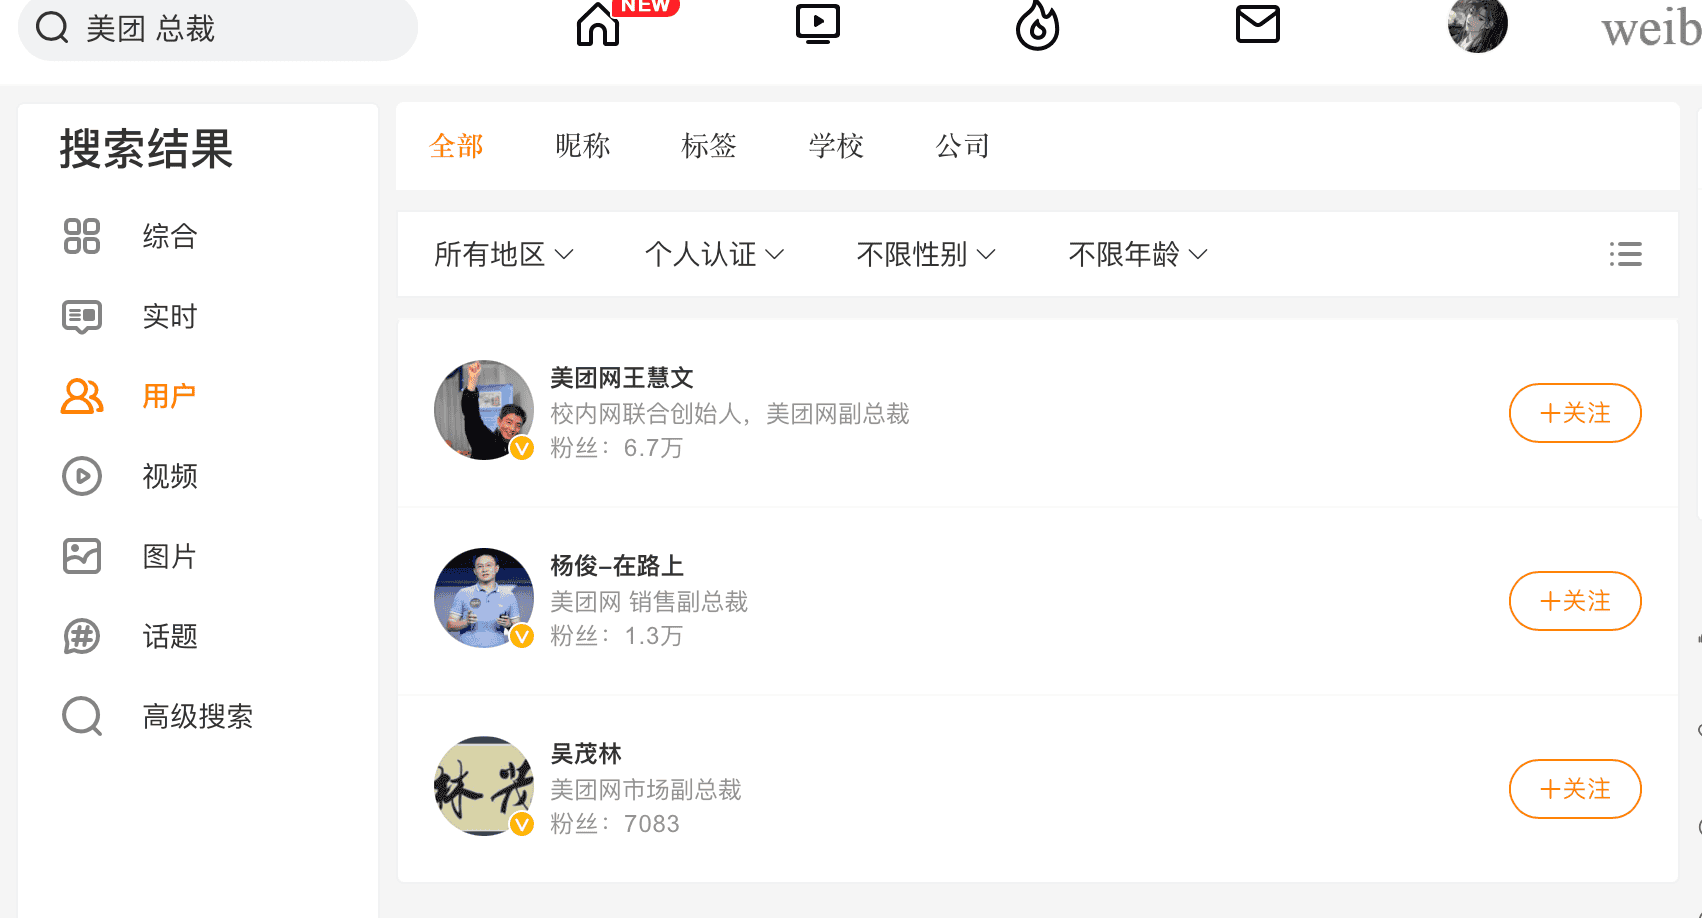 美团 总裁
NEW
weib
搜索结果
综合
实时
用户
视频
图片
话题
高级搜索
全部 昵称 标签 学校 公司
所有地区 个人认证 不限性别 不限年龄
美团网王慧文
校内网联合创始人，美团网副总裁
粉丝：6.7万
+关注
杨俊-在路上
美团网 销售副总裁
粉丝：1.3万
+关注
吴茂林
美团网市场副总裁
粉丝：7083
+关注